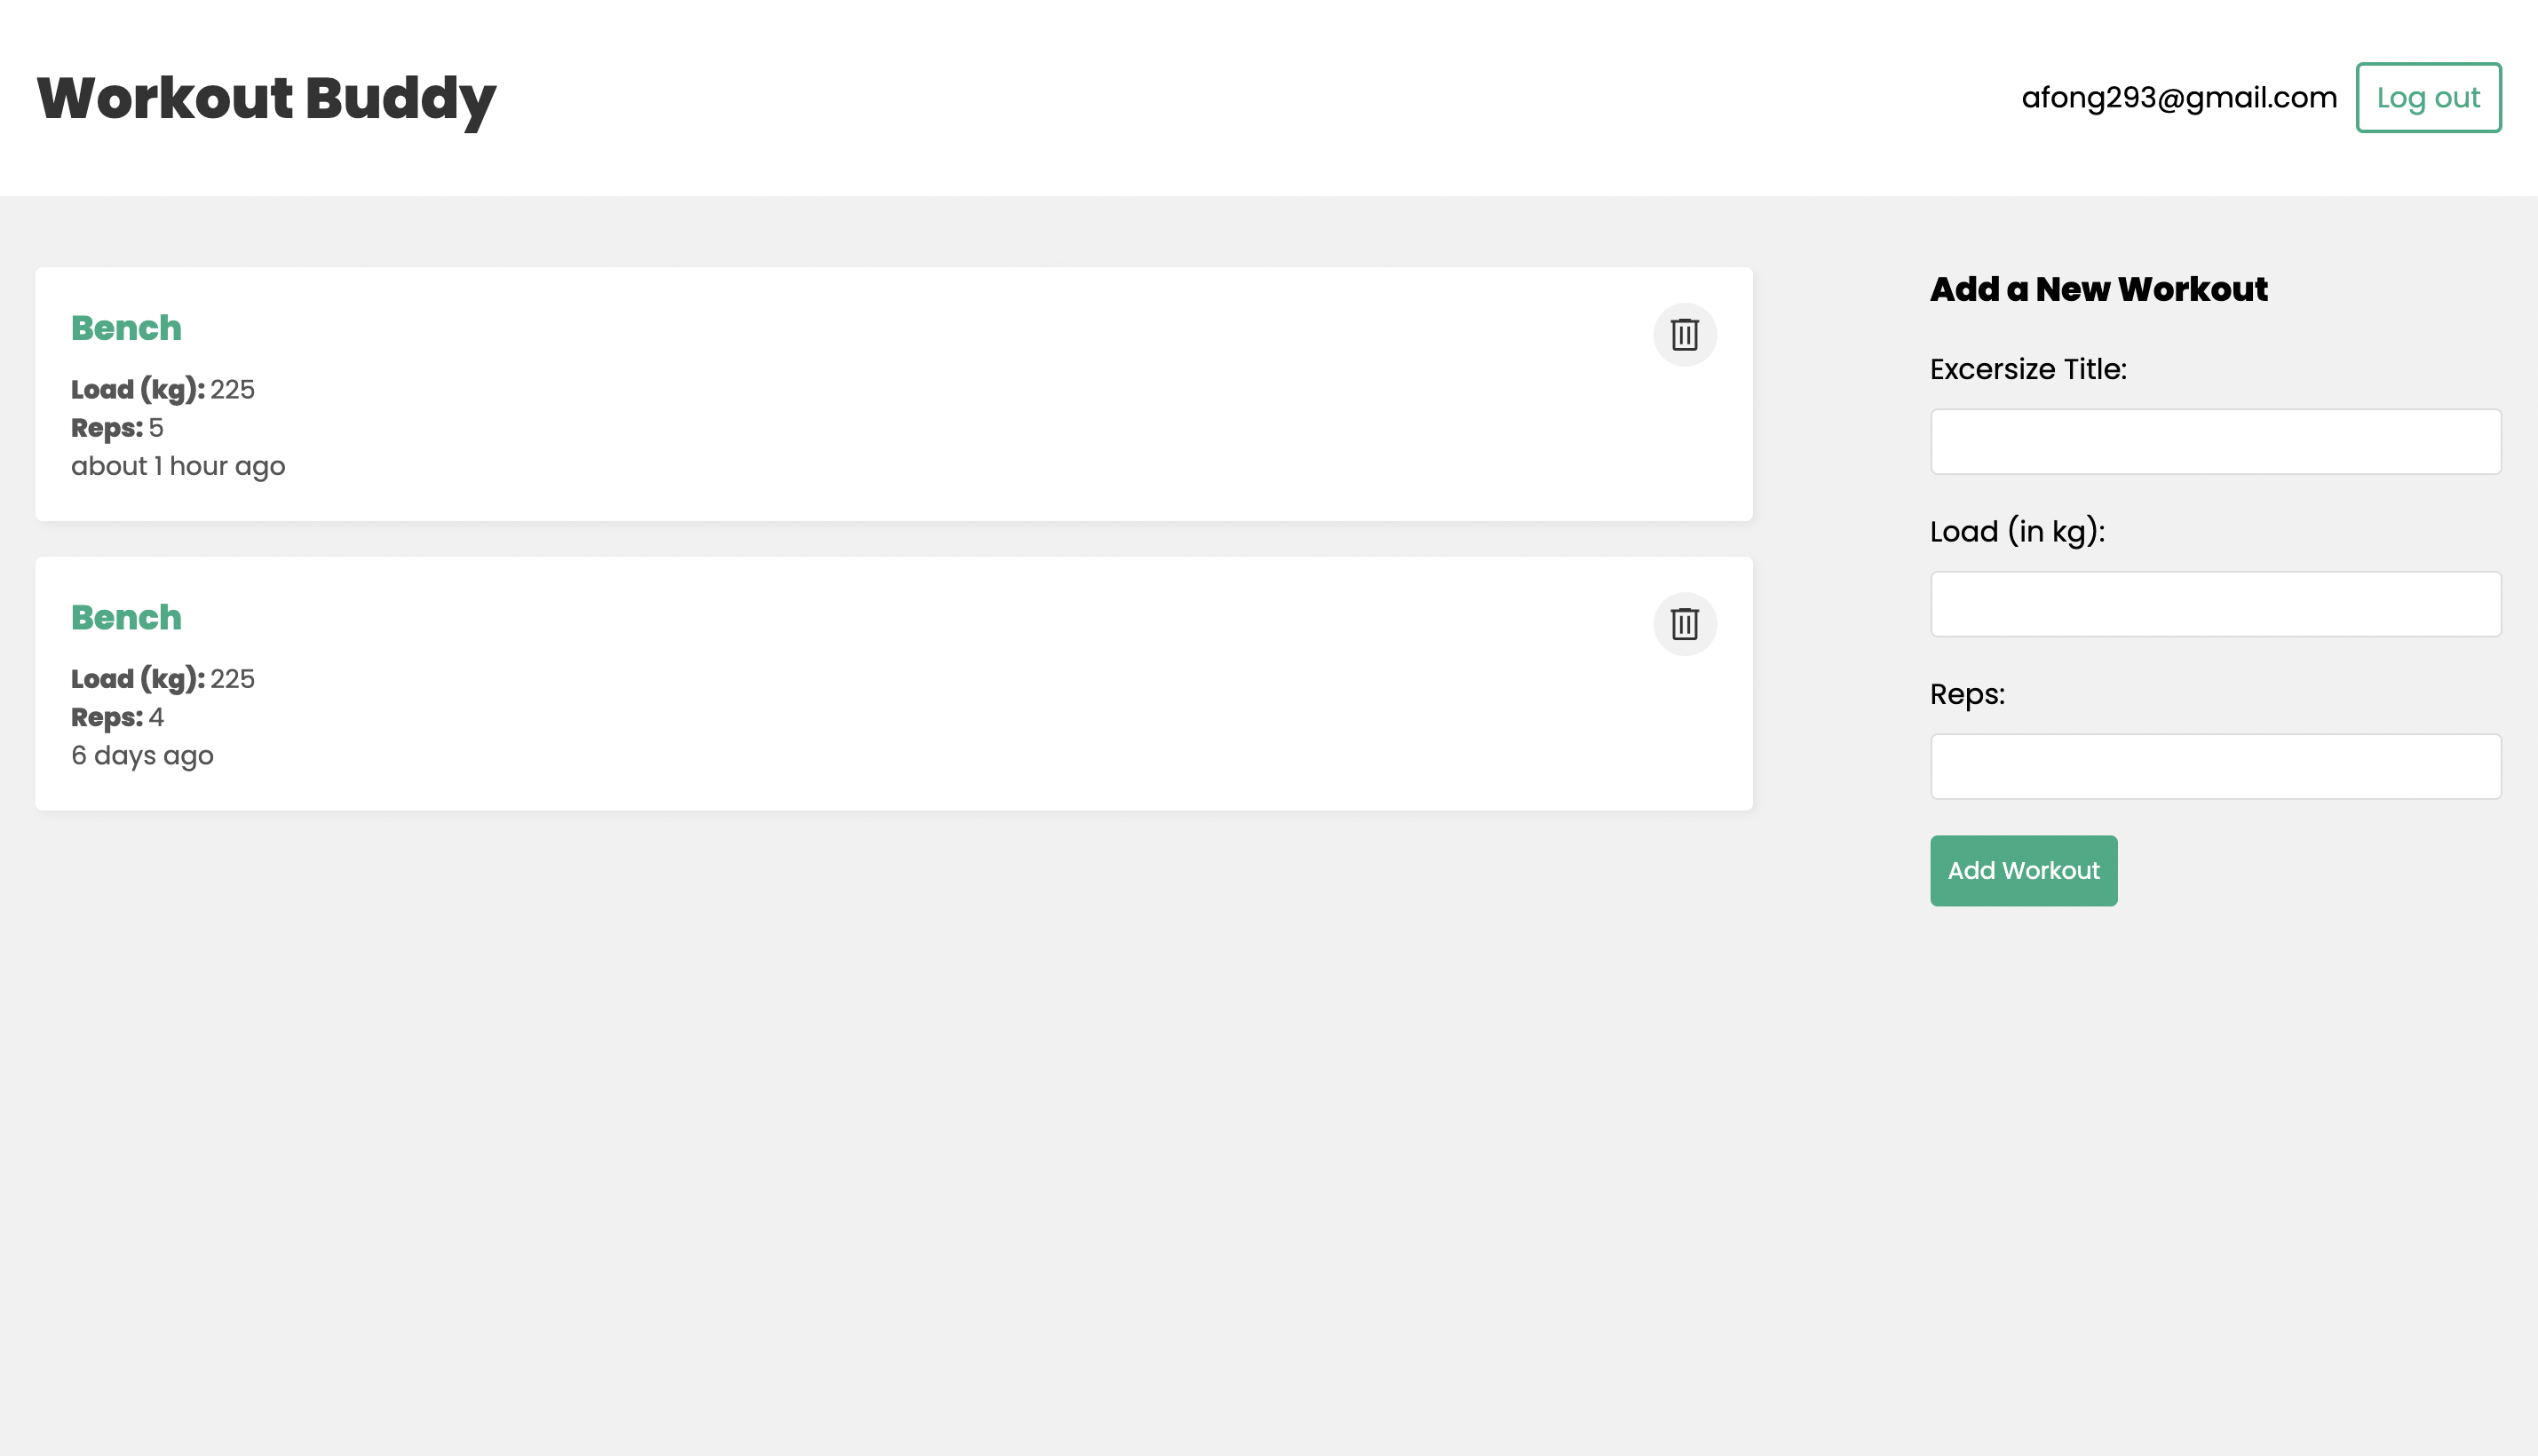 Workout Buddy
afong293@gmail.com
Log out
Bench
Load (kg): 225
Reps: 5
about 1 hour ago
Bench
Load (kg): 225
Reps: 4
6 days ago
Add a New Workout
Excersize Title:
Load (in kg):
Reps:
Add Workout